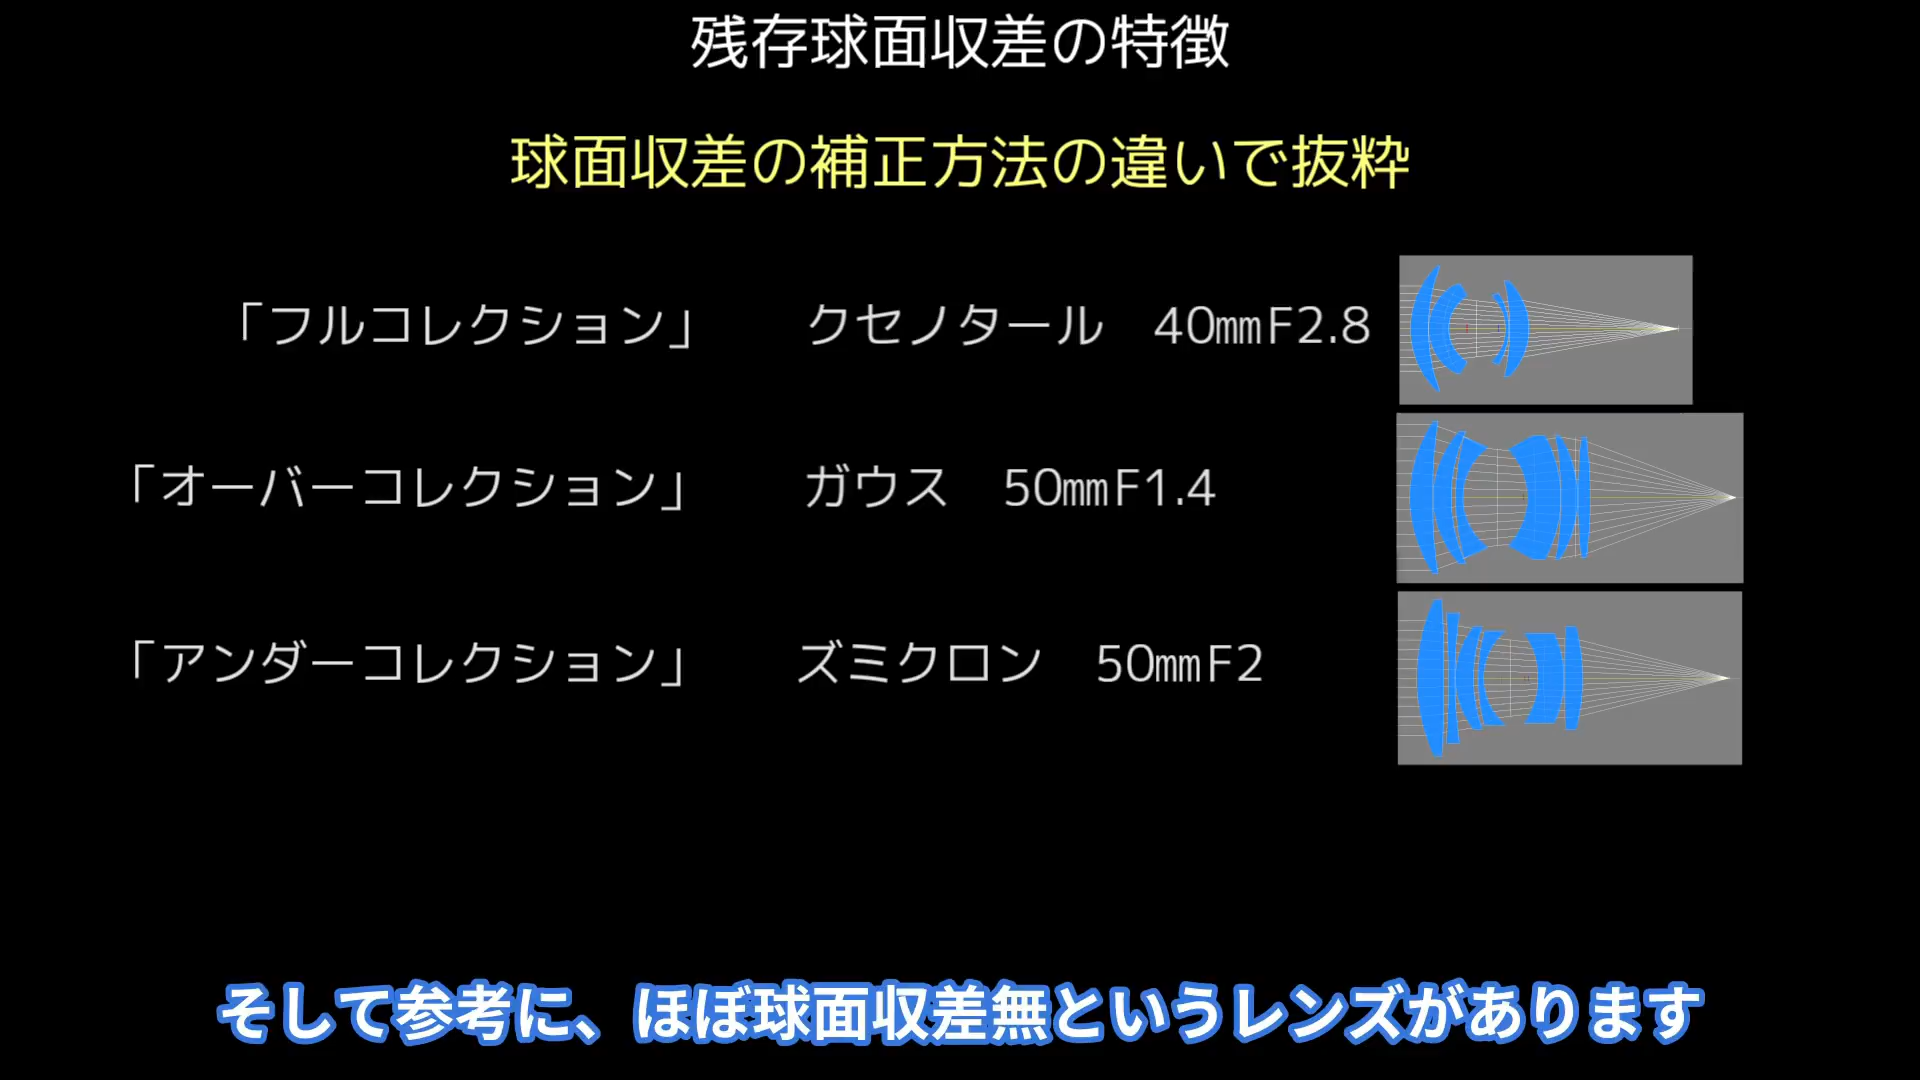 残存球面収差の特徴
球面収差の補正方法の違いで抜粋
「フルコレクション」 クセノタール 40㎜F2.8
「オーバーコレクション」 ガウス 50㎜F1.4
「アンダーコレクション」 ズミクロン 50㎜F2
そして参考に、ほぼ球面収差無というレンズがあります